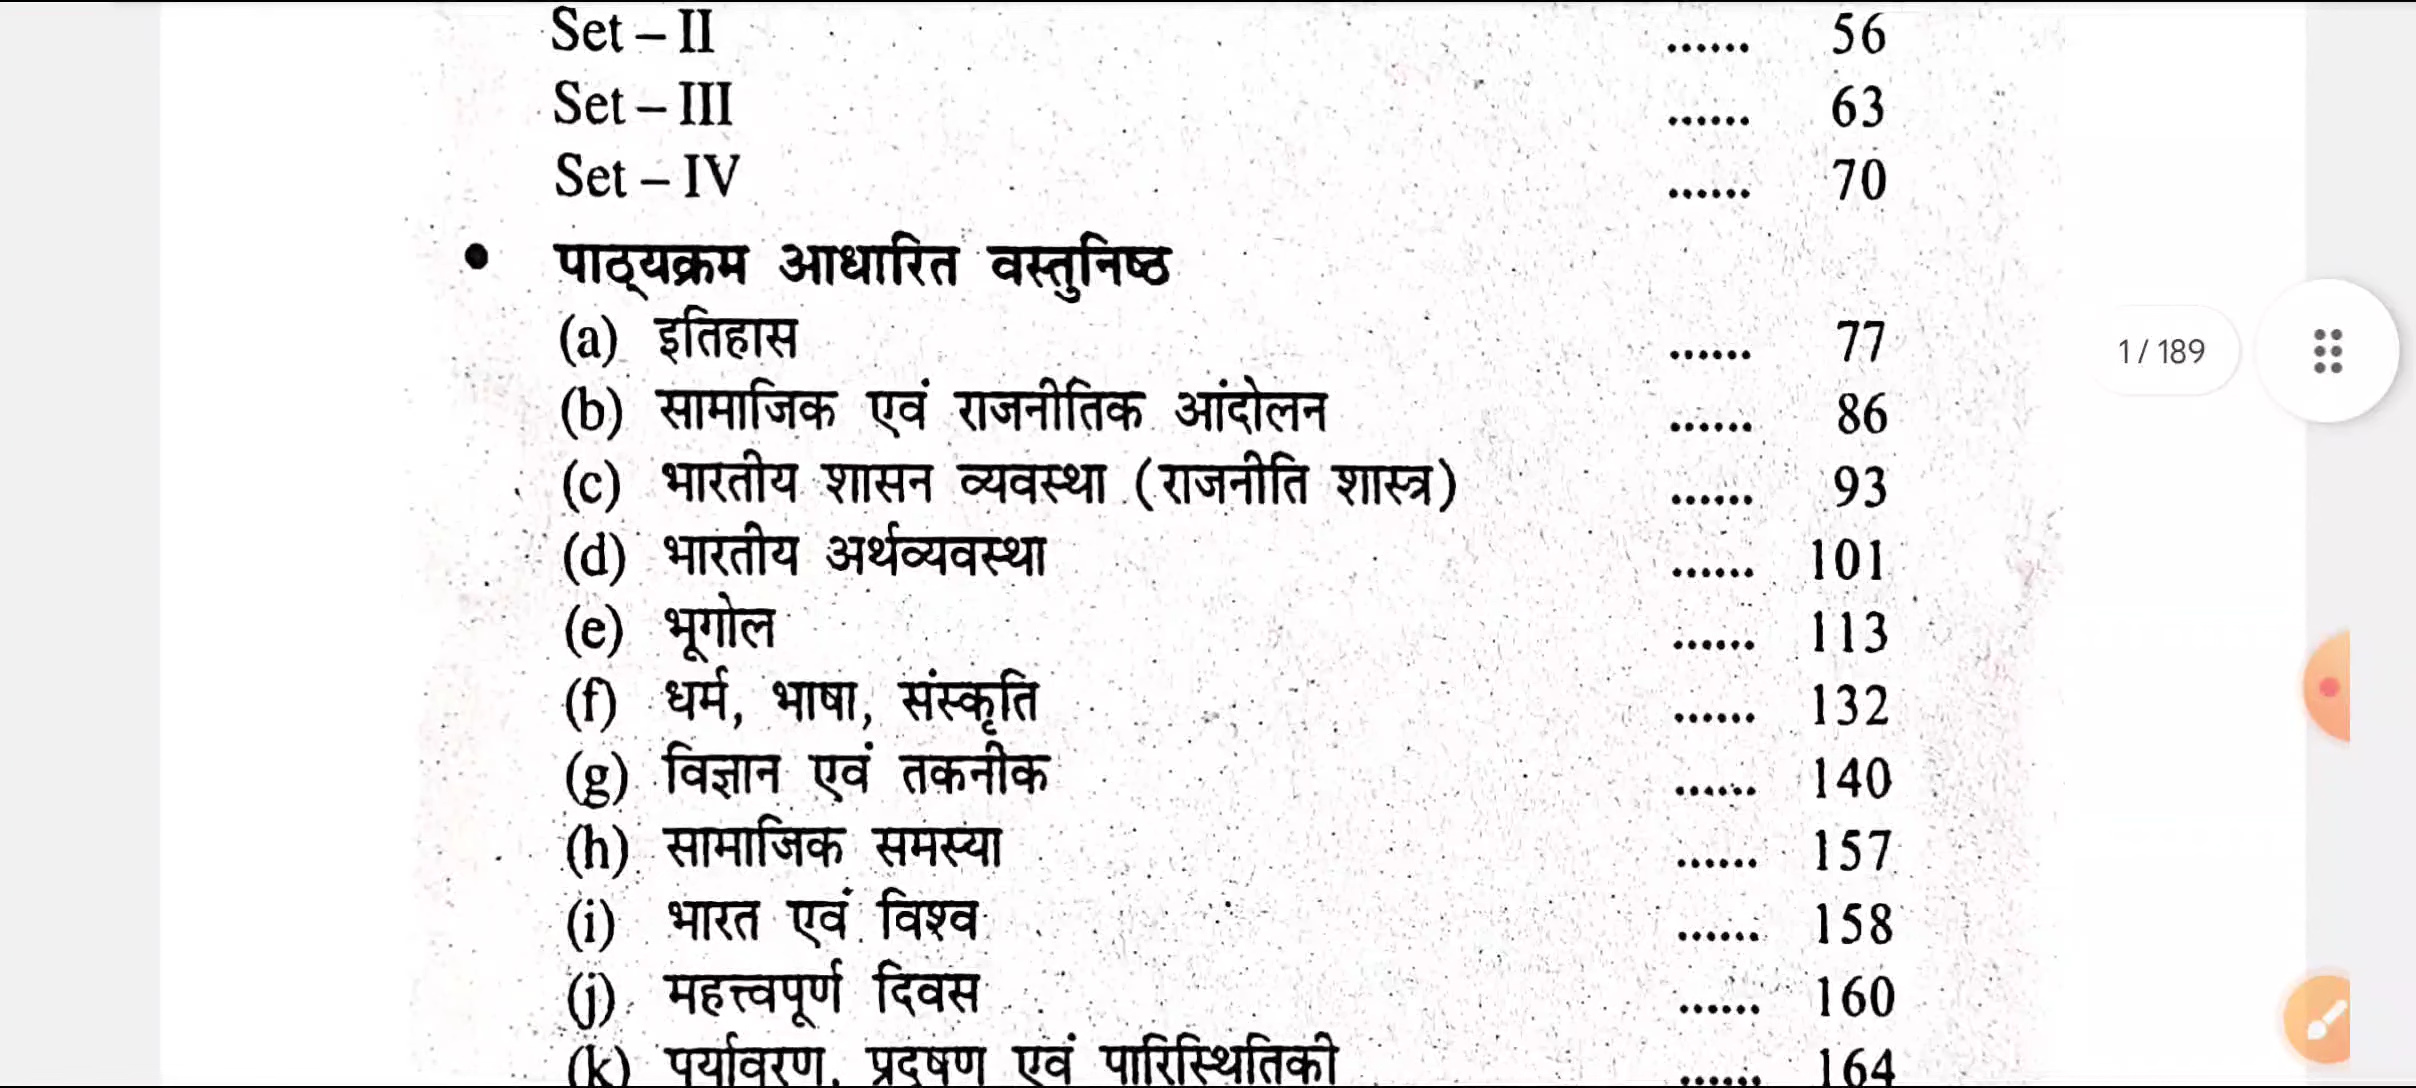 Set – II ...... 56
Set – III ...... 63
Set – IV ...... 70
• पाठ्यक्रम आधारित वस्तुनिष्ठ
(a) इतिहास ...... 77
(b) सामाजिक एवं राजनीतिक आंदोलन ...... 86
(c) भारतीय शासन व्यवस्था (राजनीति शास्त्र) ...... 93
(d) भारतीय अर्थव्यवस्था ...... 101
(e) भूगोल ...... 113
(f) धर्म, भाषा, संस्कृति ...... 132
(g) विज्ञान एवं तकनीक ...... 140
(h) सामाजिक समस्या ...... 157
(i) भारत एवं विश्व ...... 158
(j) महत्त्वपूर्ण दिवस ...... 160
(k) पर्यावरण, प्रदूषण एवं पारिस्थितिकी ...... 164
1 / 189